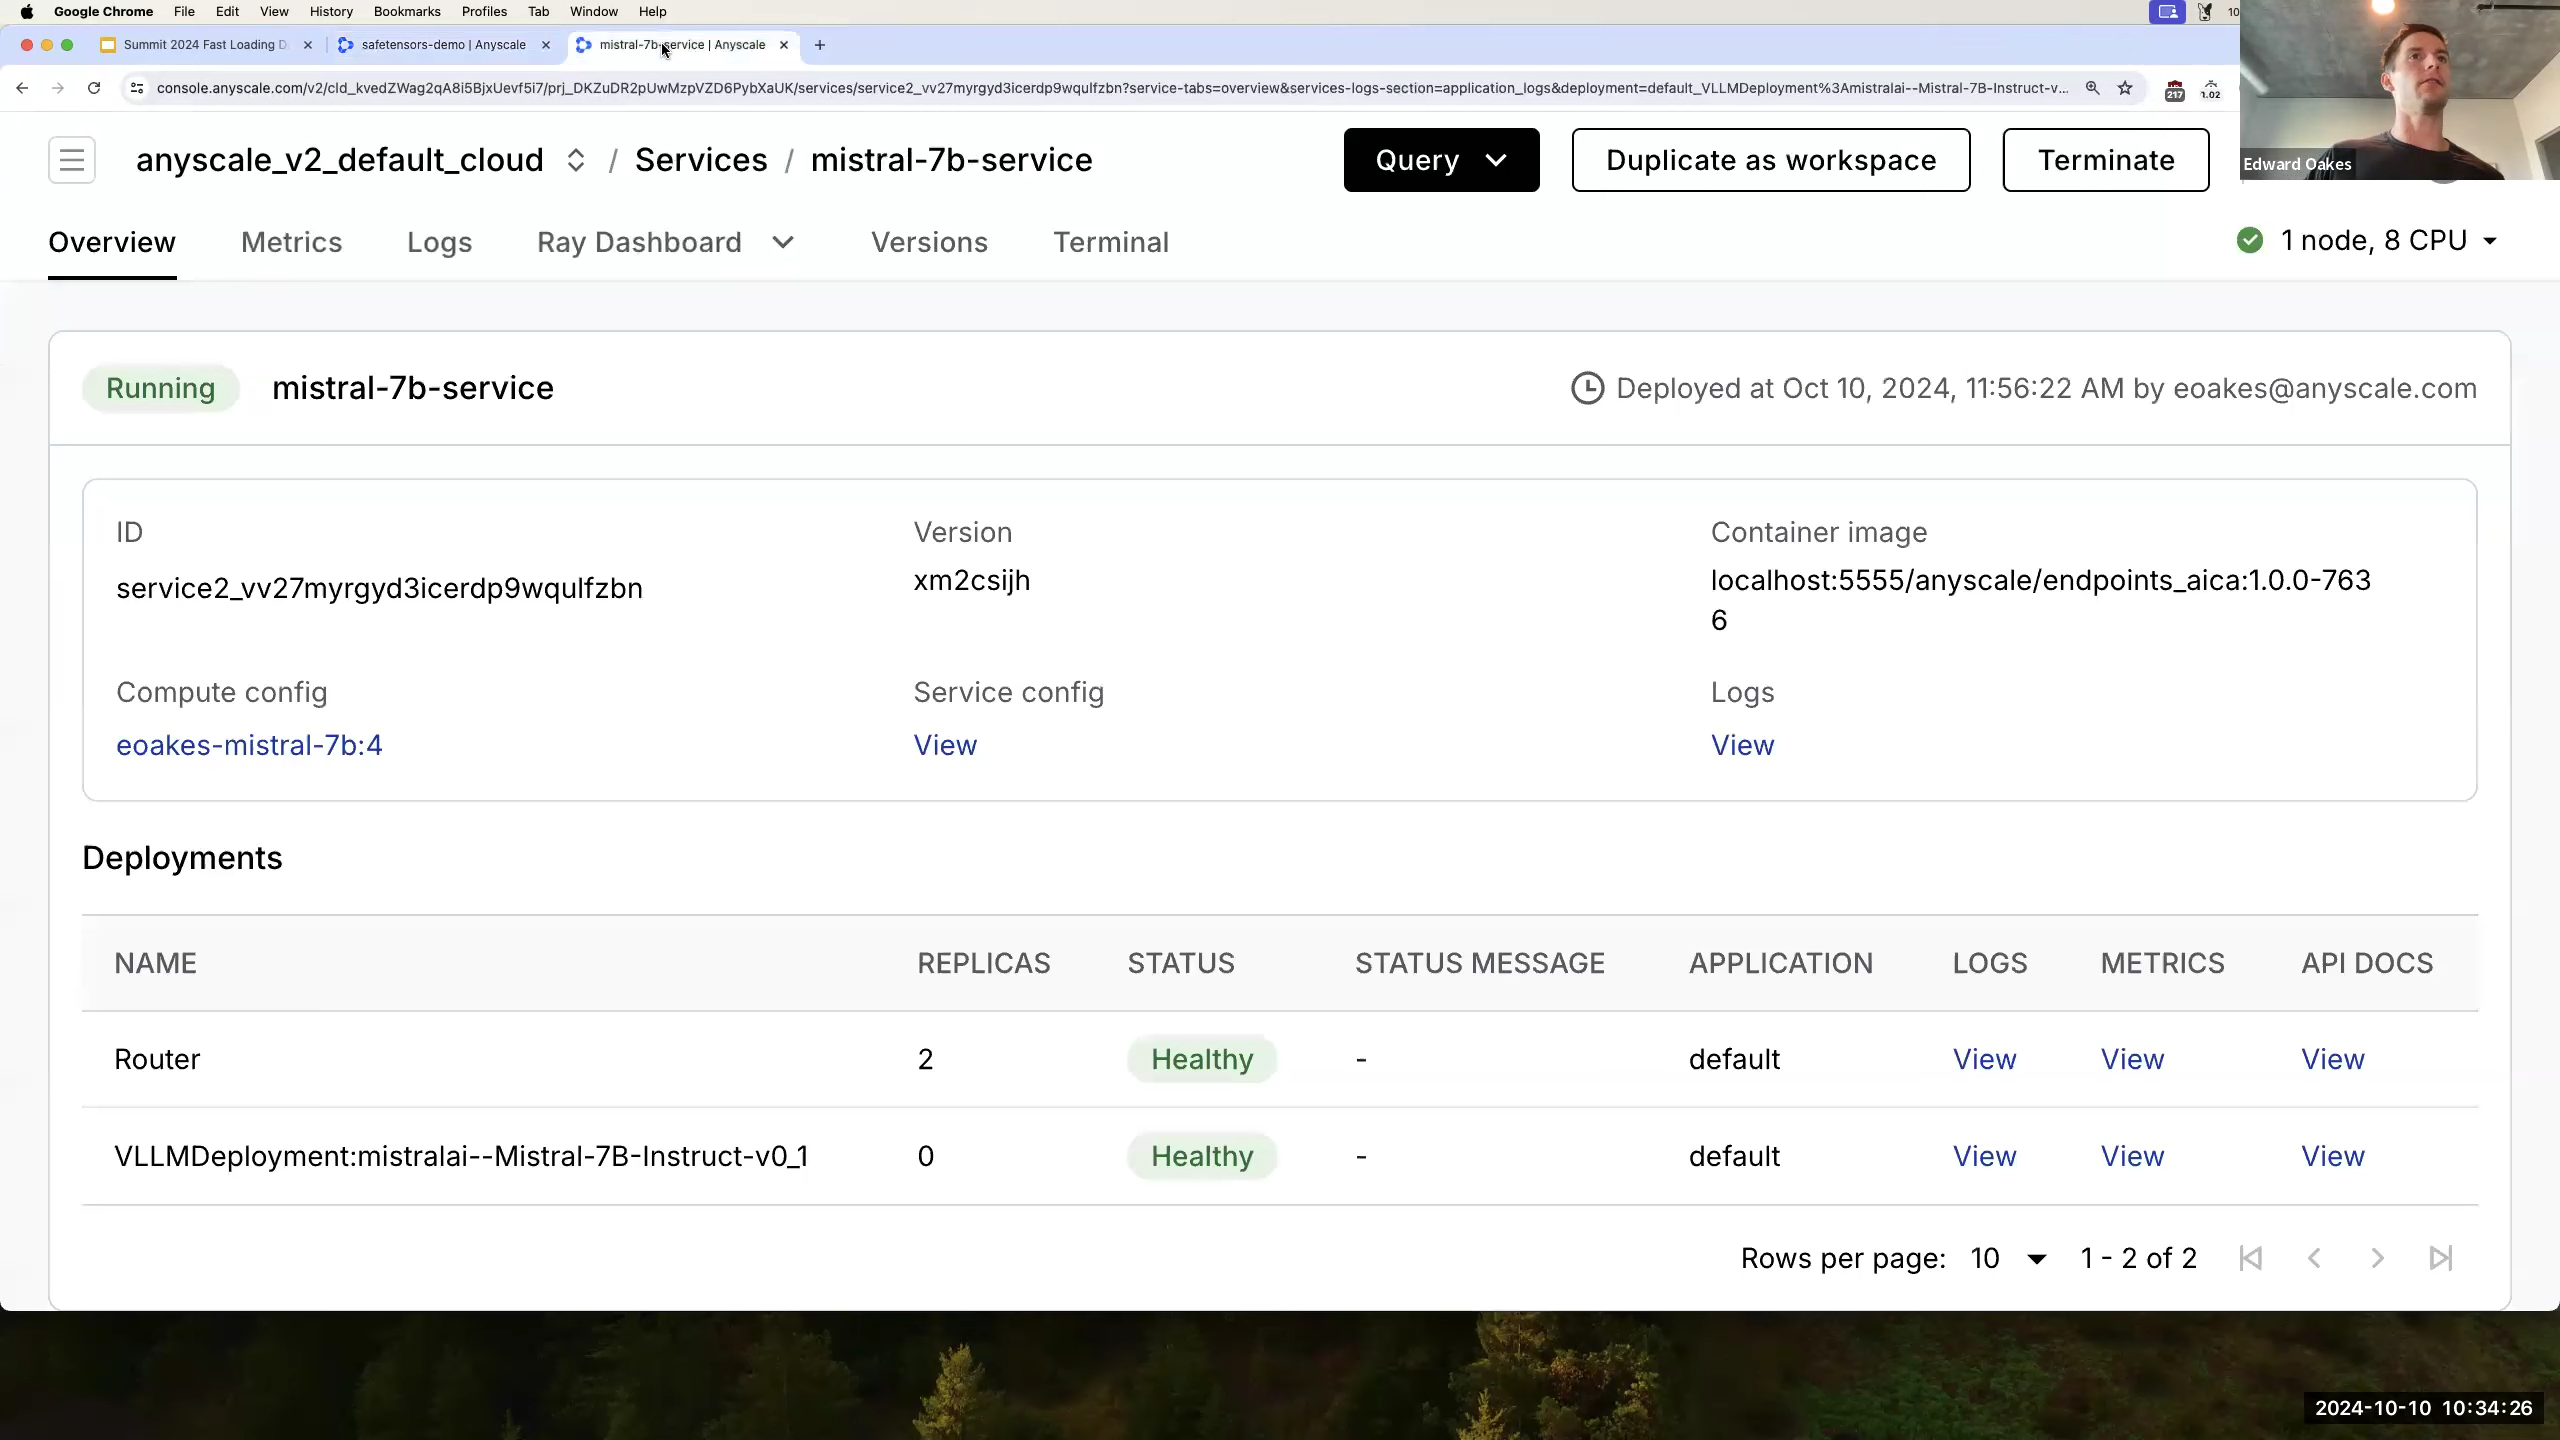 Google Chrome File Edit View History Bookmarks Profiles Tab Window Help 10
Summit 2024 Fast Loading D
safetensors-demo | Anyscale
mistral-7b-service | Anyscale
console.anyscale.com/v2/cld_kvedZWag2qA8i5BjxUevf5i7/prj_DKZuDR2pUwMzpVZD6PybXaUK/services/service2_vv27myrgyd3icerdp9wqulfzbn?service-tabs=overview&services-logs-section=application_logs&deployment=default_VLLMDeployment%3Amistralai--Mistral-7B-Instruct-v...
217
1.02
Edward Oakes
anyscale_v2_default_cloud / Services / mistral-7b-service
Query
Duplicate as workspace
Terminate
Overview Metrics Logs Ray Dashboard Versions Terminal
1 node, 8 CPU
Running mistral-7b-service
Deployed at Oct 10, 2024, 11:56:22 AM by eoakes@anyscale.com
ID Version Container image
service2_vv27myrgyd3icerdp9wqulfzbn xm2csijh localhost:5555/anyscale/endpoints_aica:1.0.0-763
6
Compute config Service config Logs
eoakes-mistral-7b:4 View View
Deployments
NAME REPLICAS STATUS STATUS MESSAGE APPLICATION LOGS METRICS API DOCS
Router 2 Healthy - default View View View
VLLMDeployment:mistralai--Mistral-7B-Instruct-v0_1 0 Healthy - default View View View
Rows per page: 10 1 - 2 of 2
2024-10-10 10:34:26